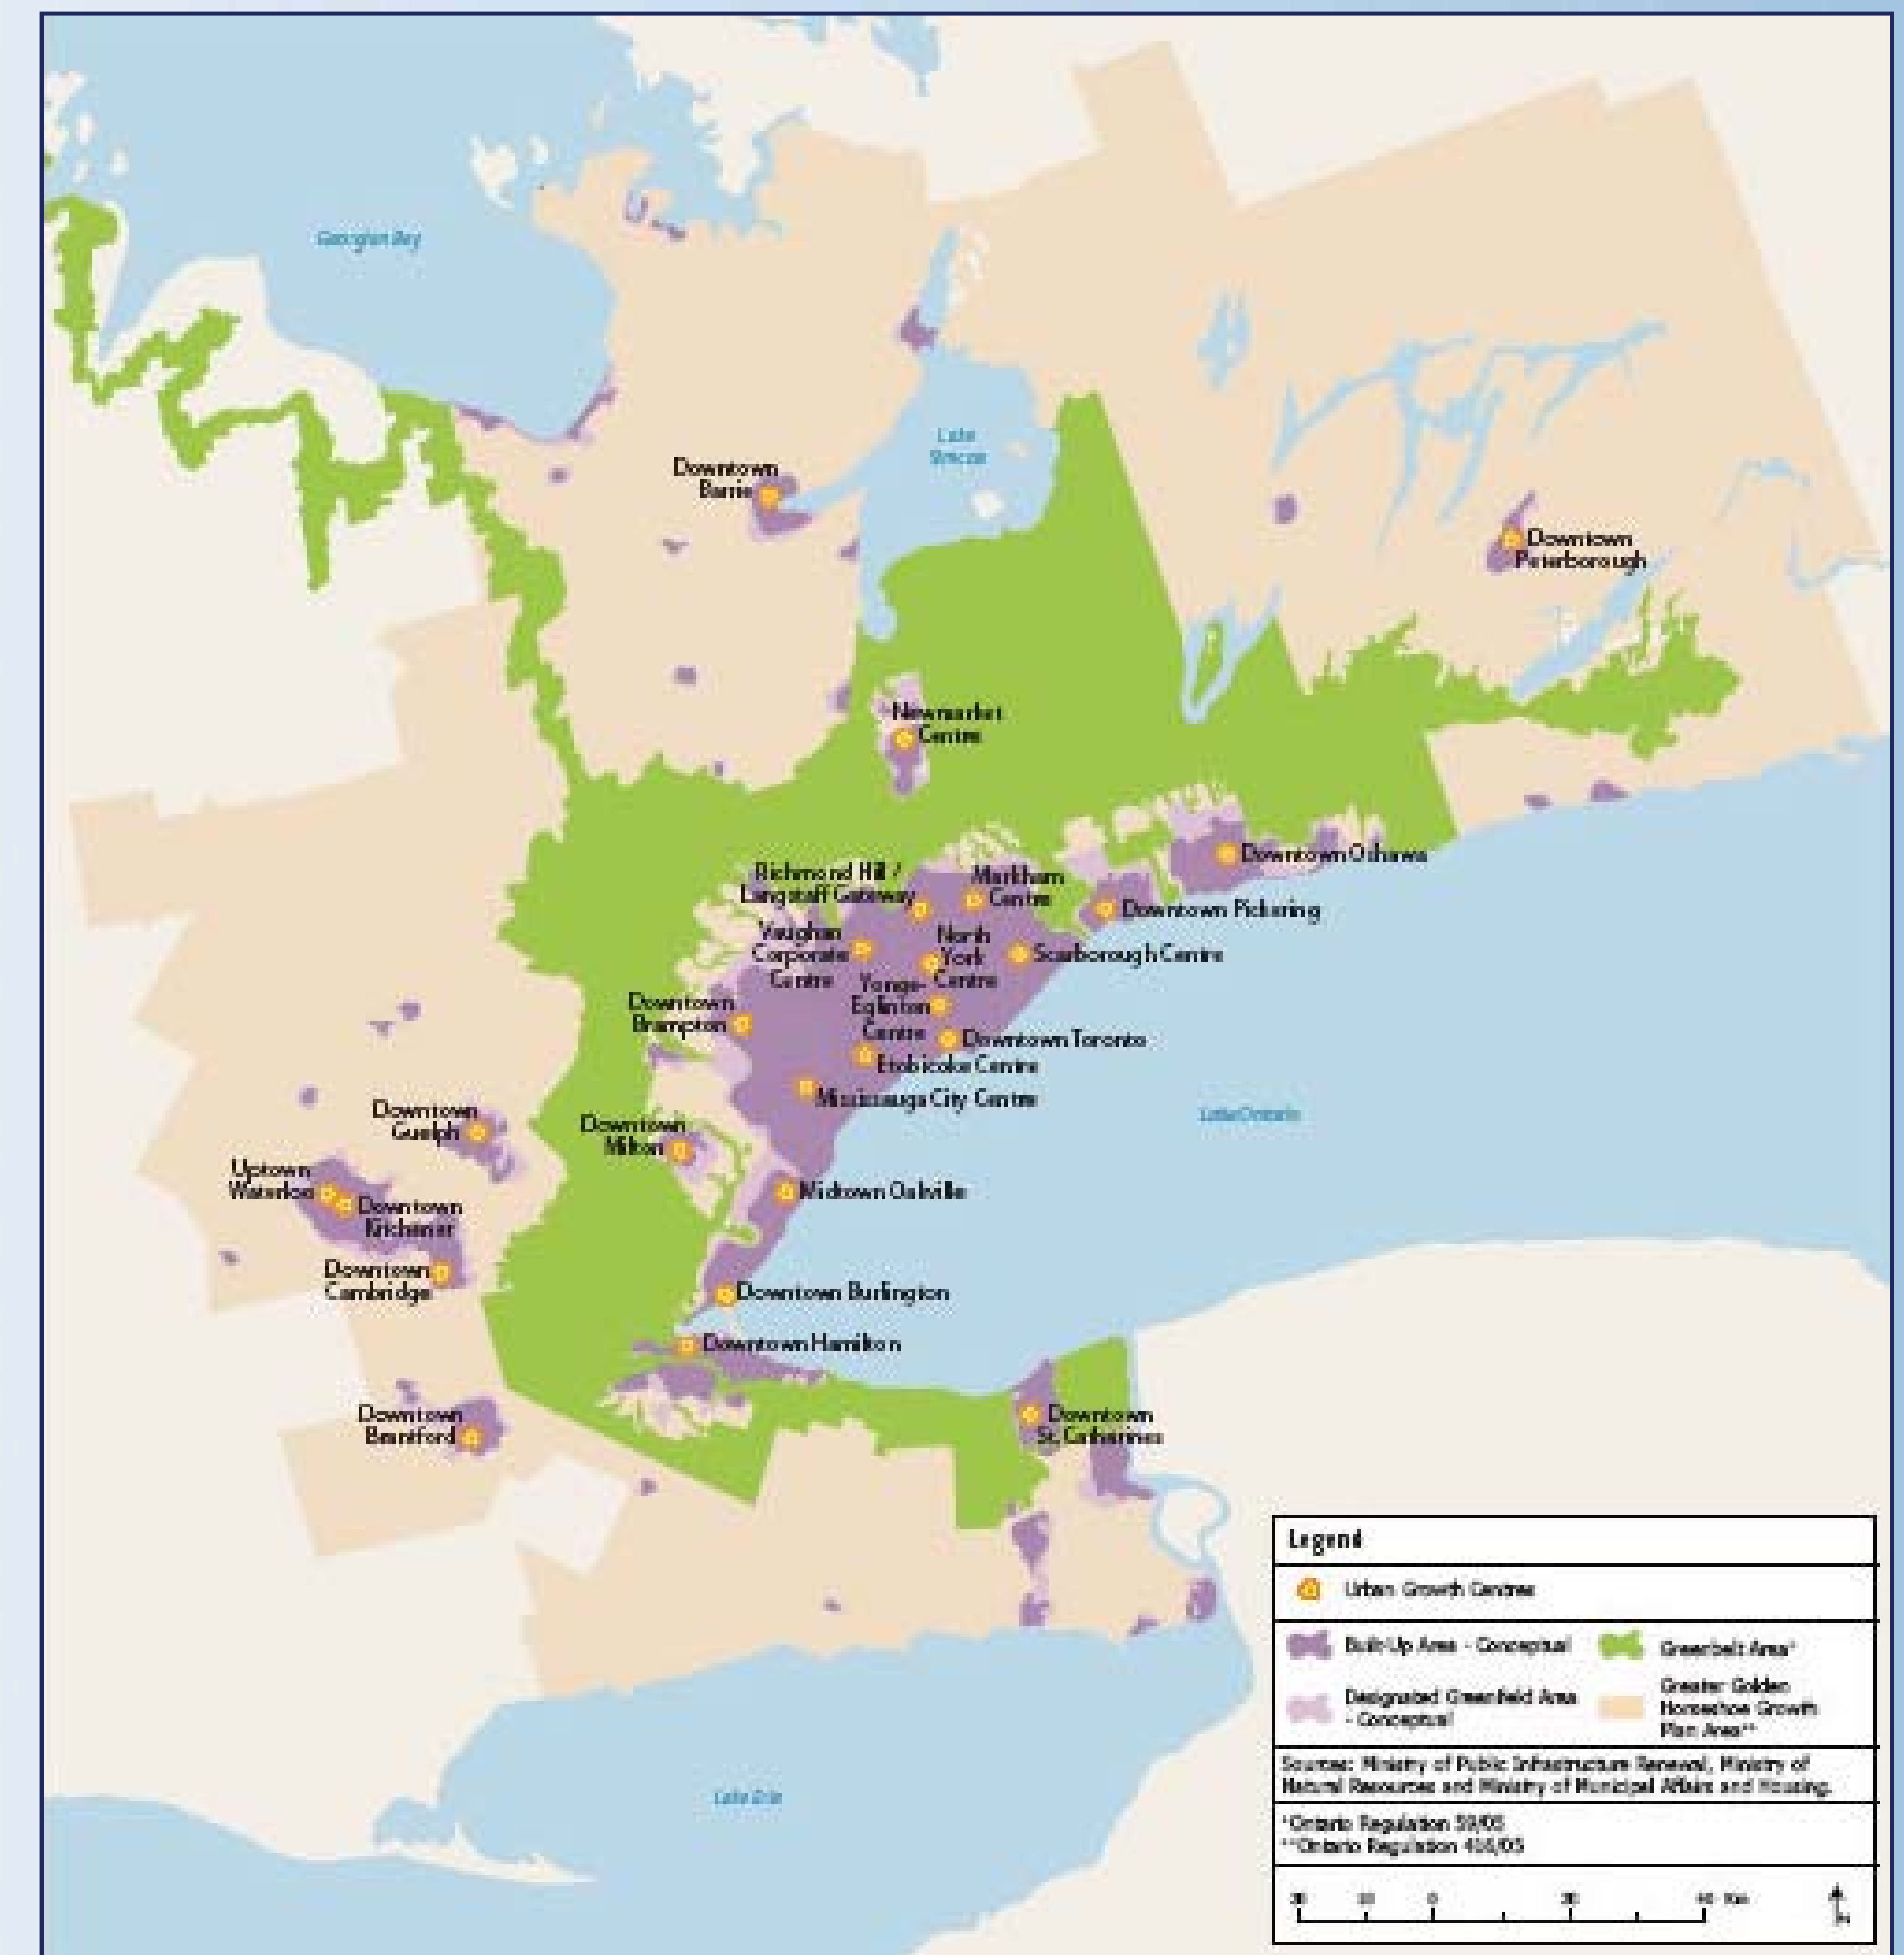 Georgian Bay
Lake
Simcoe
Downtown
Barrie
Downtown
Peterborough
Newmarket
Centre
Downtown Oshawa
Richmond Hill /
Langstaff Gateway
Markham
Centre
Downtown Pickering
Vaughan
Corporate
Centre
North
York
Centre
Scarborough Centre
Yonge-
Eglinton
Centre
Downtown
Brampton
Downtown Toronto
Etobicoke Centre
Mississauga City Centre
Lake Ontario
Downtown
Guelph
Downtown
Milton
Uptown
Waterloo
Downtown
Kitchener
Midtown Oakville
Downtown
Cambridge
Downtown Burlington
Downtown Hamilton
Downtown
Brantford
Downtown
St. Catharines
Lake Erie
Legend
Urban Growth Centres
Built-Up Area - Conceptual
Greenbelt Area*
Designated Greenfield Area
- Conceptual
Greater Golden
Horseshoe Growth
Plan Area**
Sources: Ministry of Public Infrastructure Renewal, Ministry of
Natural Resources and Ministry of Municipal Affairs and Housing.
*Ontario Regulation 59/05
**Ontario Regulation 416/05
0
40 Km
N